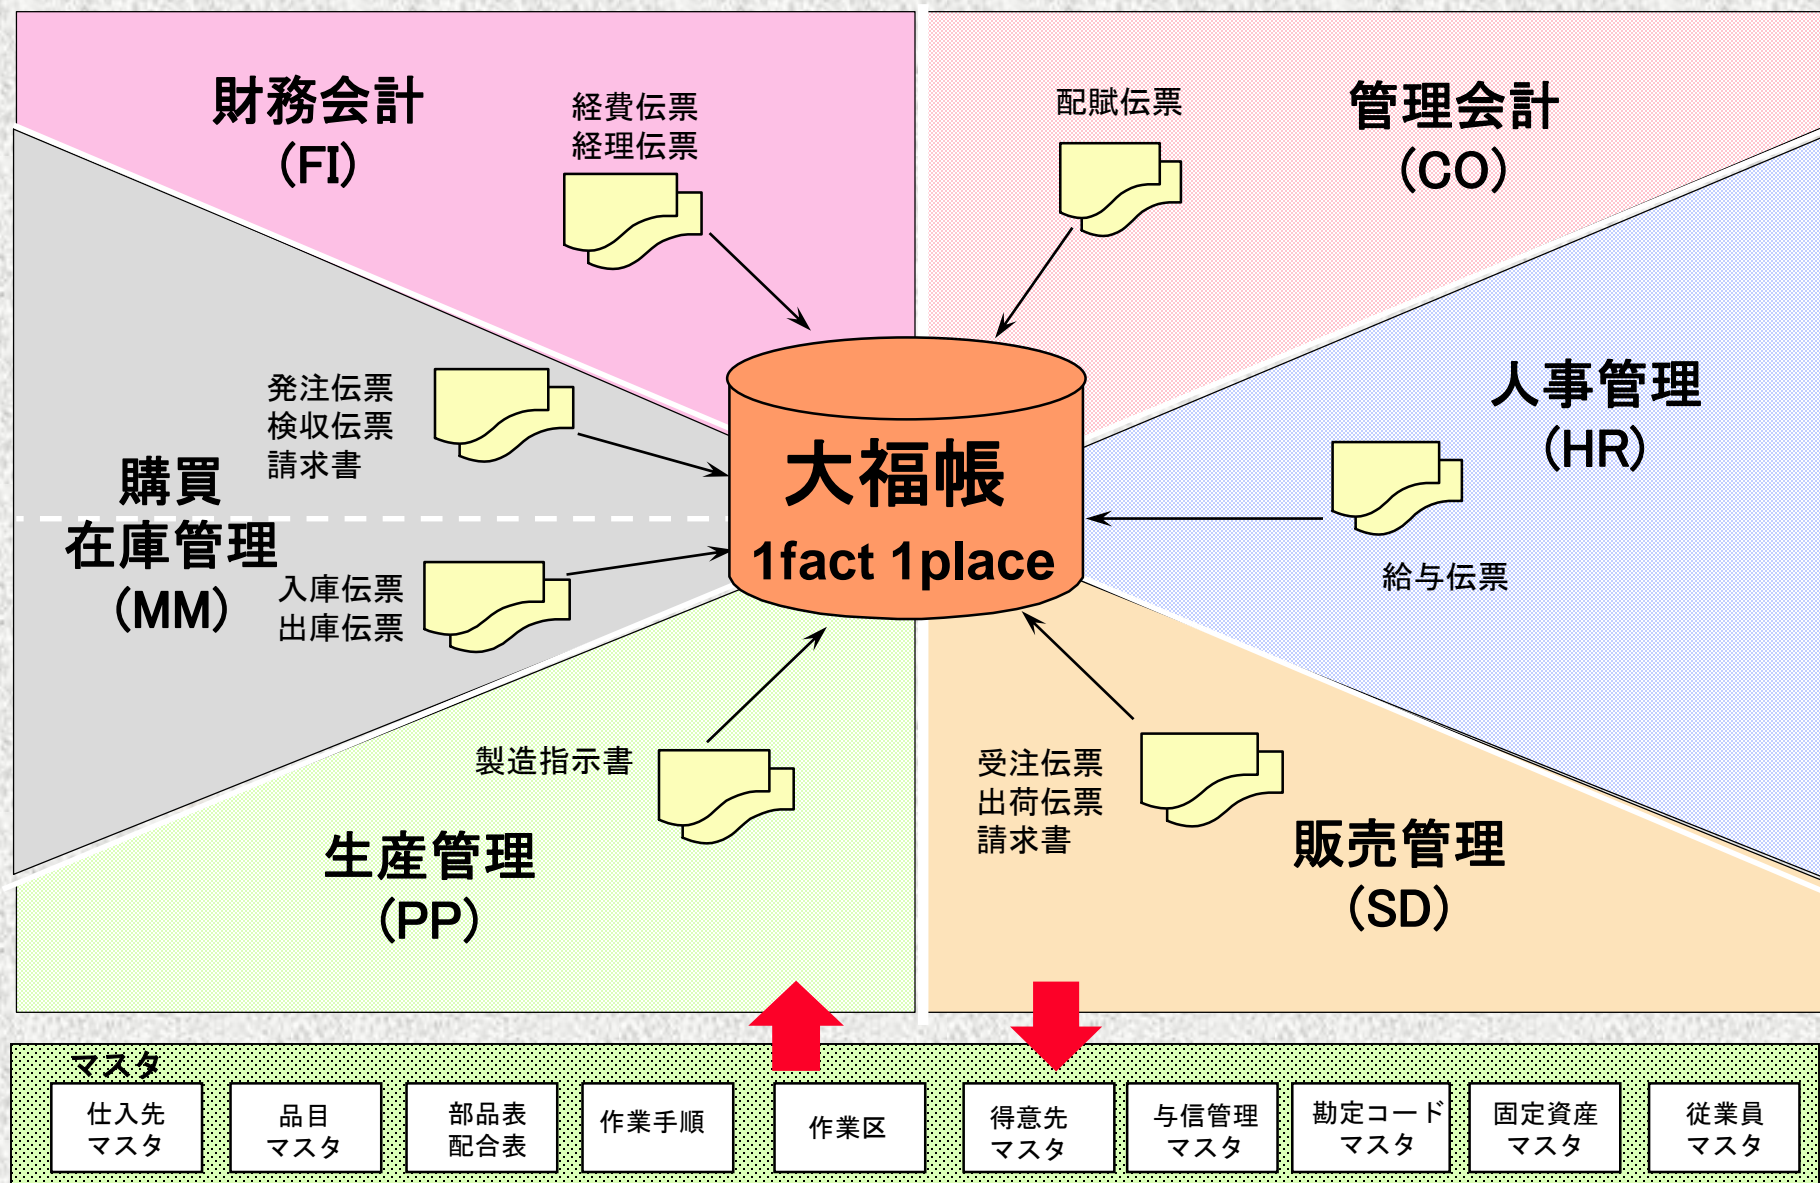 財務会計
(FI)
経費伝票
経理伝票
配賦伝票
管理会計
(CO)
発注伝票
検収伝票
請求書
購買
在庫管理
(MM)
入庫伝票
出庫伝票
大福帳
1fact 1place
人事管理
(HR)
給与伝票
製造指示書
生産管理
(PP)
受注伝票
出荷伝票
請求書
販売管理
(SD)
マスタ
仕入先
マスタ
品目
マスタ
部品表
配合表
作業手順
作業区
得意先
マスタ
与信管理
マスタ
勘定コード
マスタ
固定資産
マスタ
従業員
マスタ